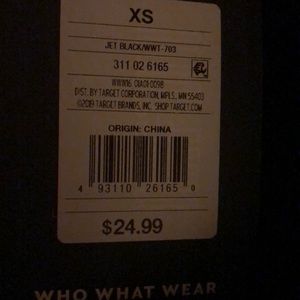 XS
JET BLACK/WWT-703
311 02 6165
DIST. BY TARGET CORPORATION, MPLS., MN 55403
©2019 TARGET BRANDS, INC. SHOP TARGET.COM
ORIGIN: CHINA
4 93110 26165 0
$24.99
WHO WHAT WEAR